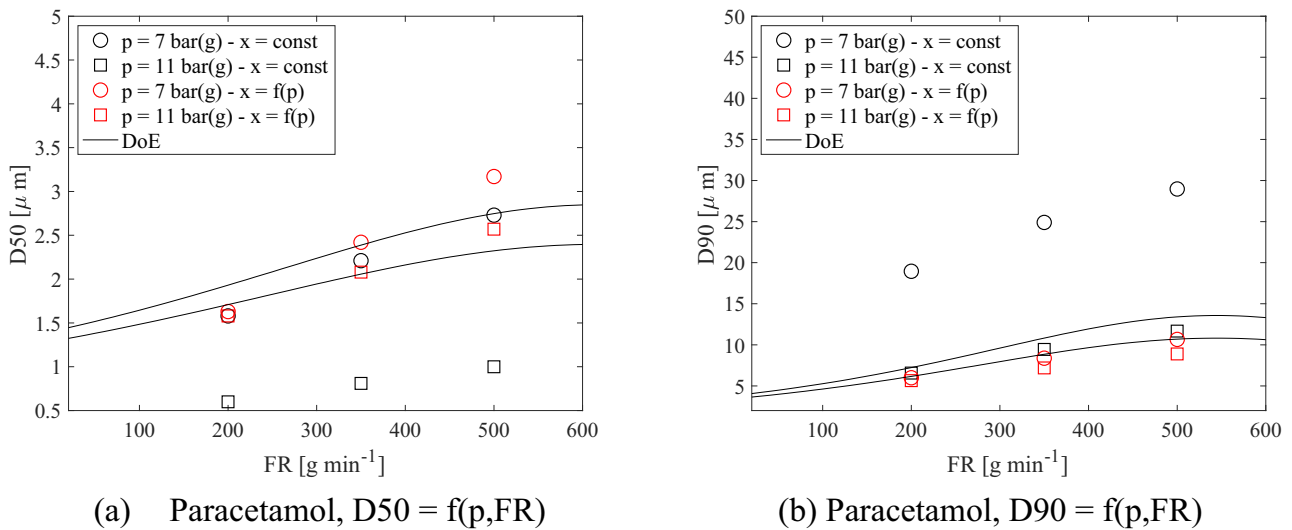 5
4.5
4
3.5
3
2.5
2
1.5
1
0.5
D50 [μ m]
p = 7 bar(g) - x = const
p = 11 bar(g) - x = const
p = 7 bar(g) - x = f(p)
p = 11 bar(g) - x = f(p)
DoE
100 200 300 400 500 600
FR [g min-1]
(a) Paracetamol, D50 = f(p,FR)
50
45
40
35
30
25
20
15
10
5
D90 [μ m]
p = 7 bar(g) - x = const
p = 11 bar(g) - x = const
p = 7 bar(g) - x = f(p)
p = 11 bar(g) - x = f(p)
DoE
100 200 300 400 500 600
FR [g min-1]
(b) Paracetamol, D90 = f(p,FR)